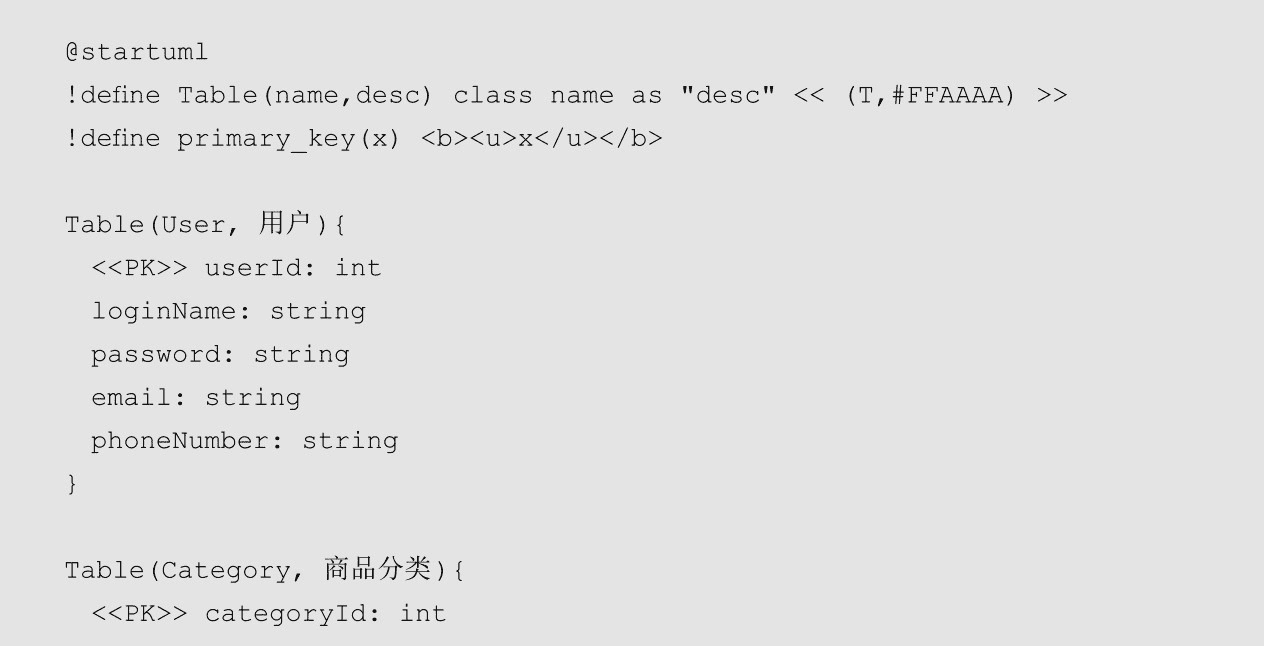 @startuml
!define Table(name,desc) class name as "desc" << (T,#FFAAAA) >>
!define primary_key(x) <b><u>x</u></b>
Table(User, 用户){
<<PK>> userId: int
loginName: string
password: string
email: string
phoneNumber: string
}
Table(Category, 商品分类){
<<PK>> categoryId: int